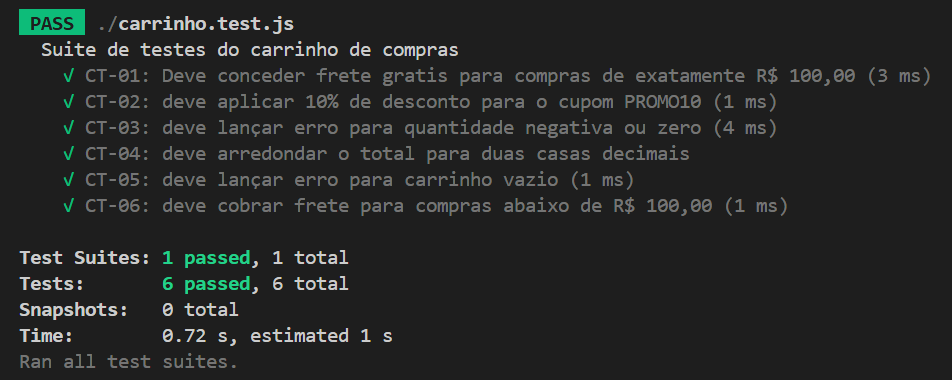 PASS ./carrinho.test.js
Suite de testes do carrinho de compras
√ CT-01: Deve conceder frete gratis para compras de exatamente R$ 100,00 (3 ms)
√ CT-02: deve aplicar 10% de desconto para o cupom PROMO10 (1 ms)
√ CT-03: deve lançar erro para quantidade negativa ou zero (4 ms)
√ CT-04: deve arredondar o total para duas casas decimais
√ CT-05: deve lançar erro para carrinho vazio (1 ms)
√ CT-06: deve cobrar frete para compras abaixo de R$ 100,00 (1 ms)
Test Suites: 1 passed, 1 total
Tests: 6 passed, 6 total
Snapshots: 0 total
Time: 0.72 s, estimated 1 s
Ran all test suites.